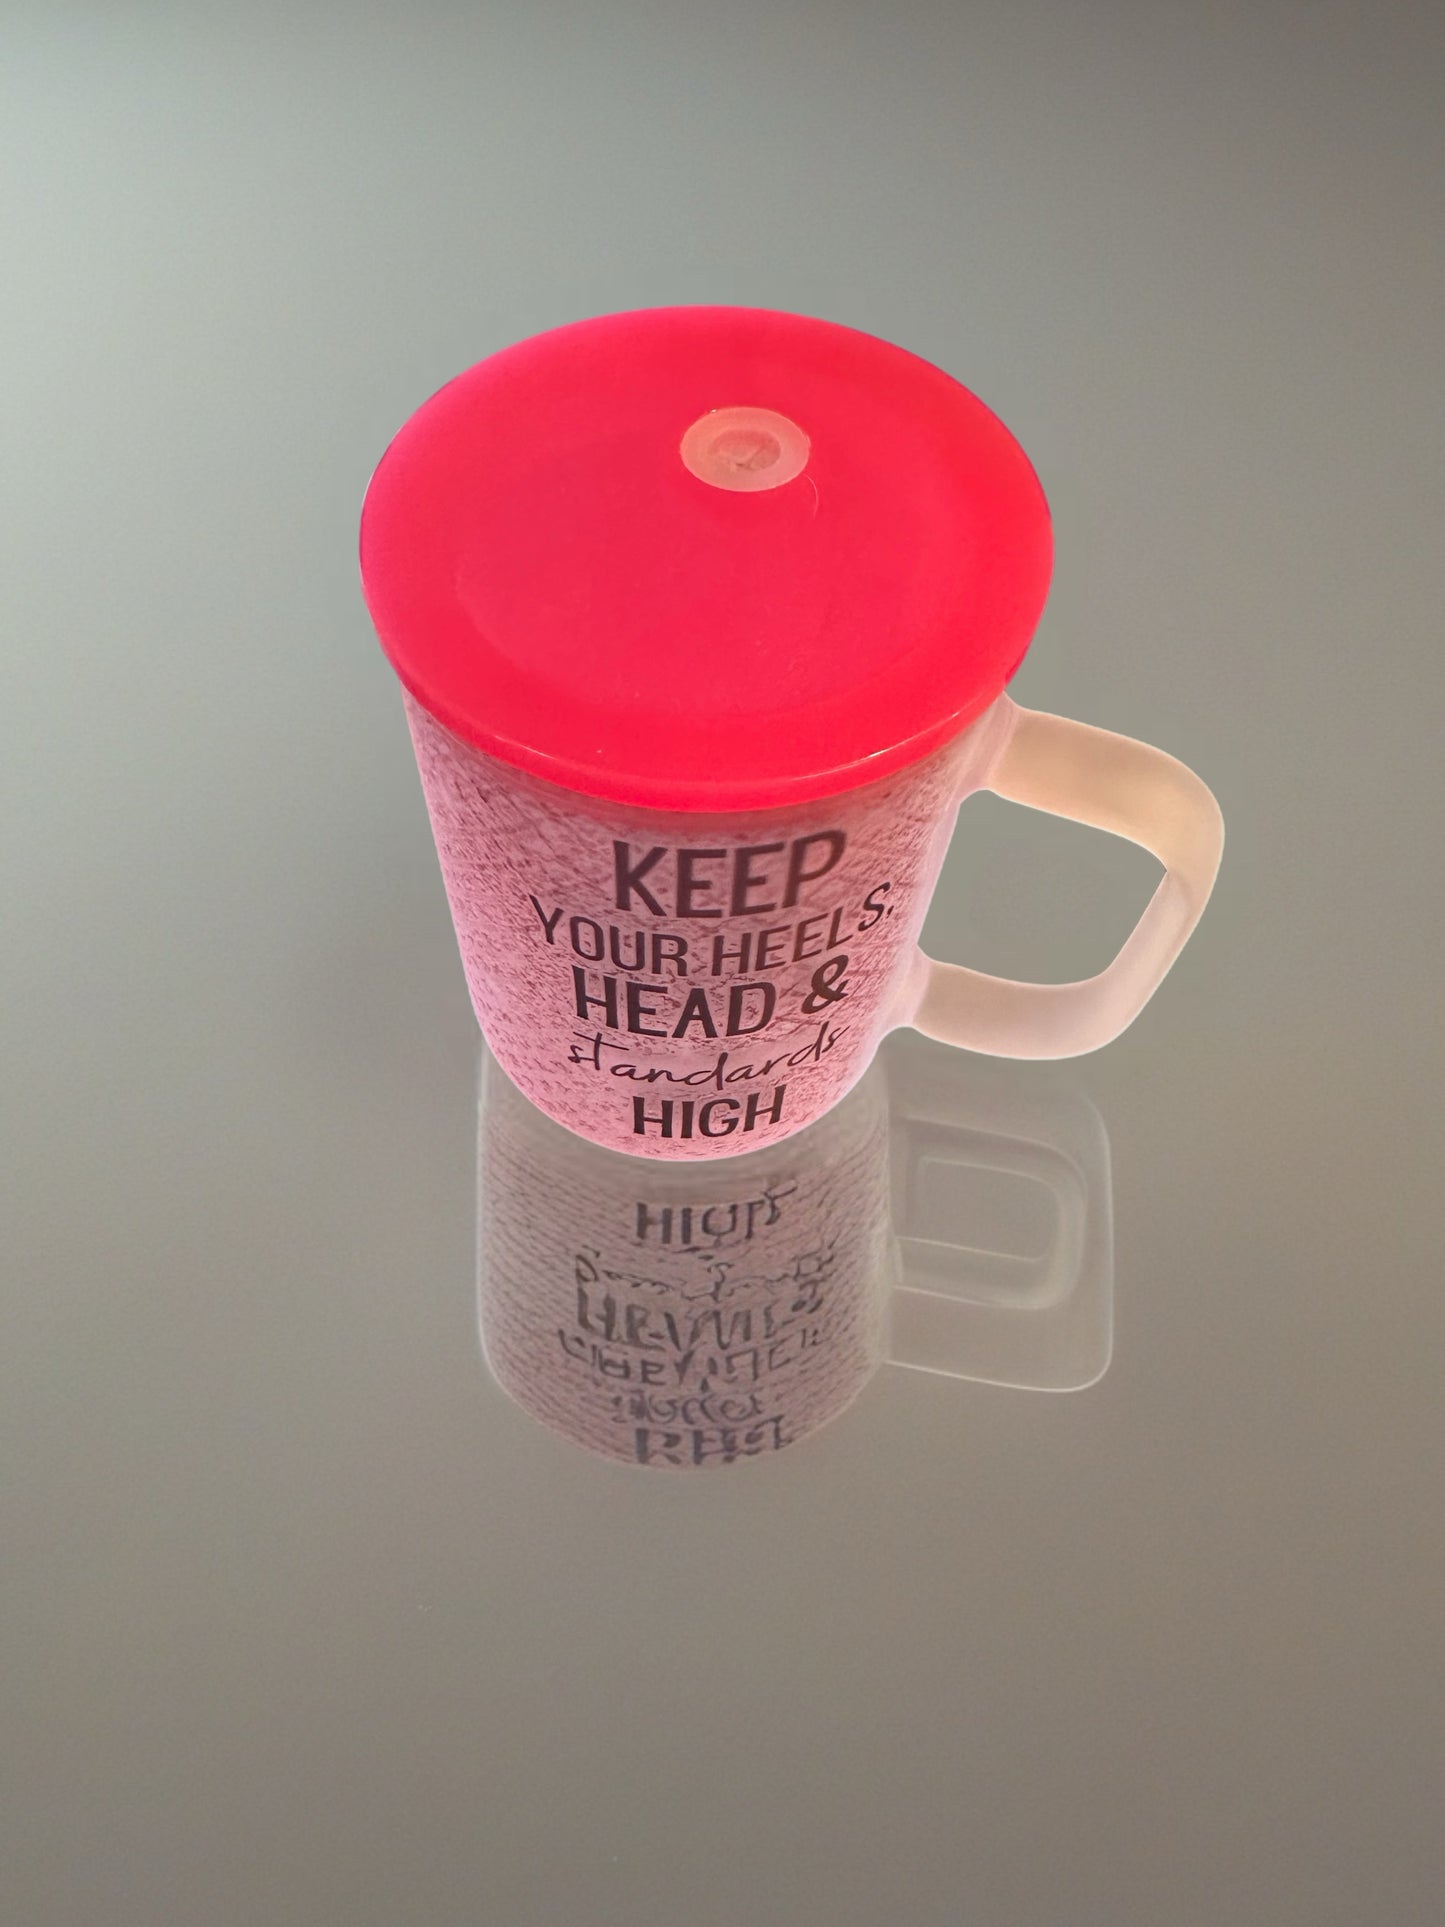 KEEP
YOUR HEELS,
HEAD &
standards
HIGH